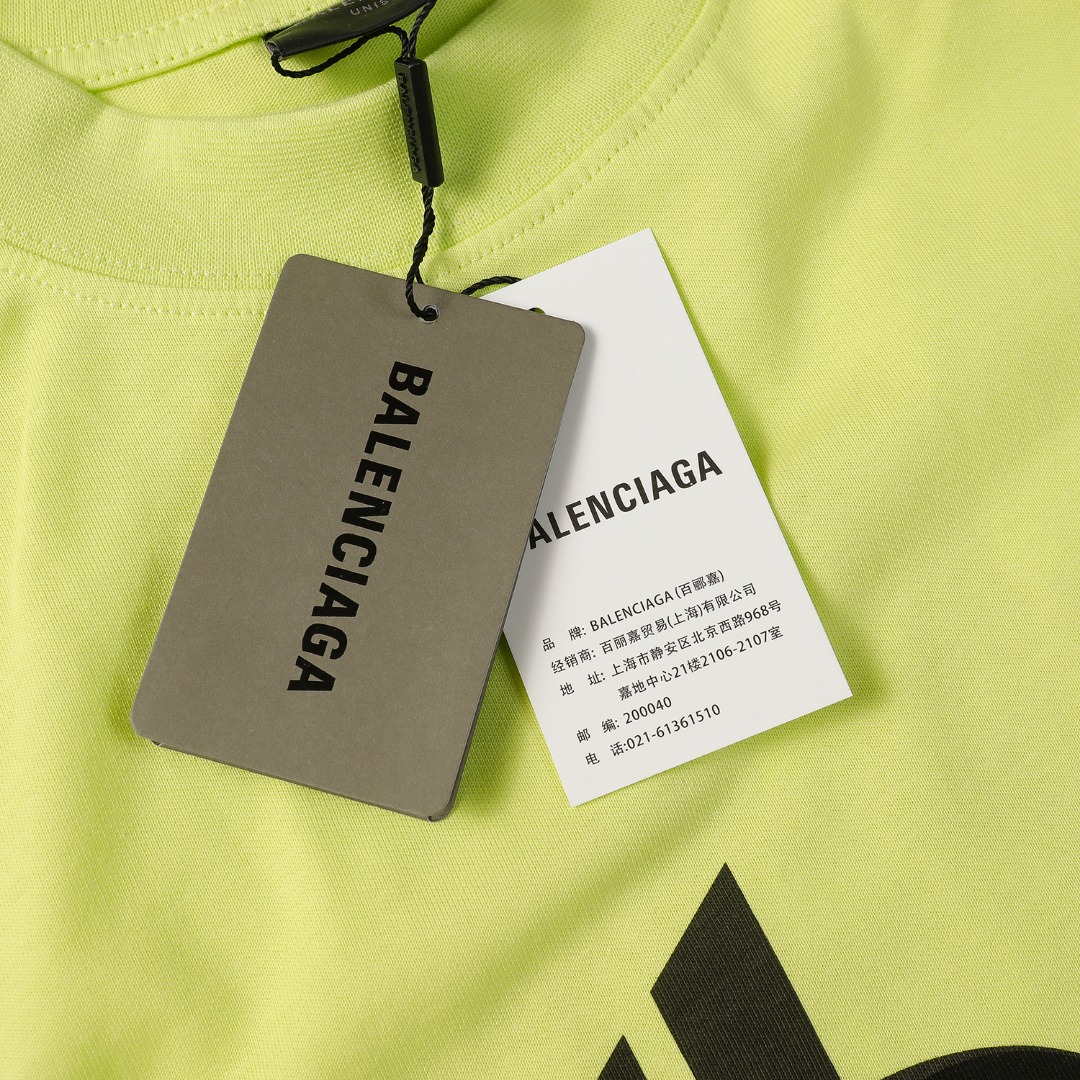 UNIS
BALENCIAGA
ALENCIAGA
品 牌: BALENCIAGA (百郦嘉)
经销商: 百丽嘉贸易(上海)有限公司
地 址: 上海市静安区北京西路968号
嘉地中心21楼2106-2107室
邮 编: 200040
电 话:021-61361510